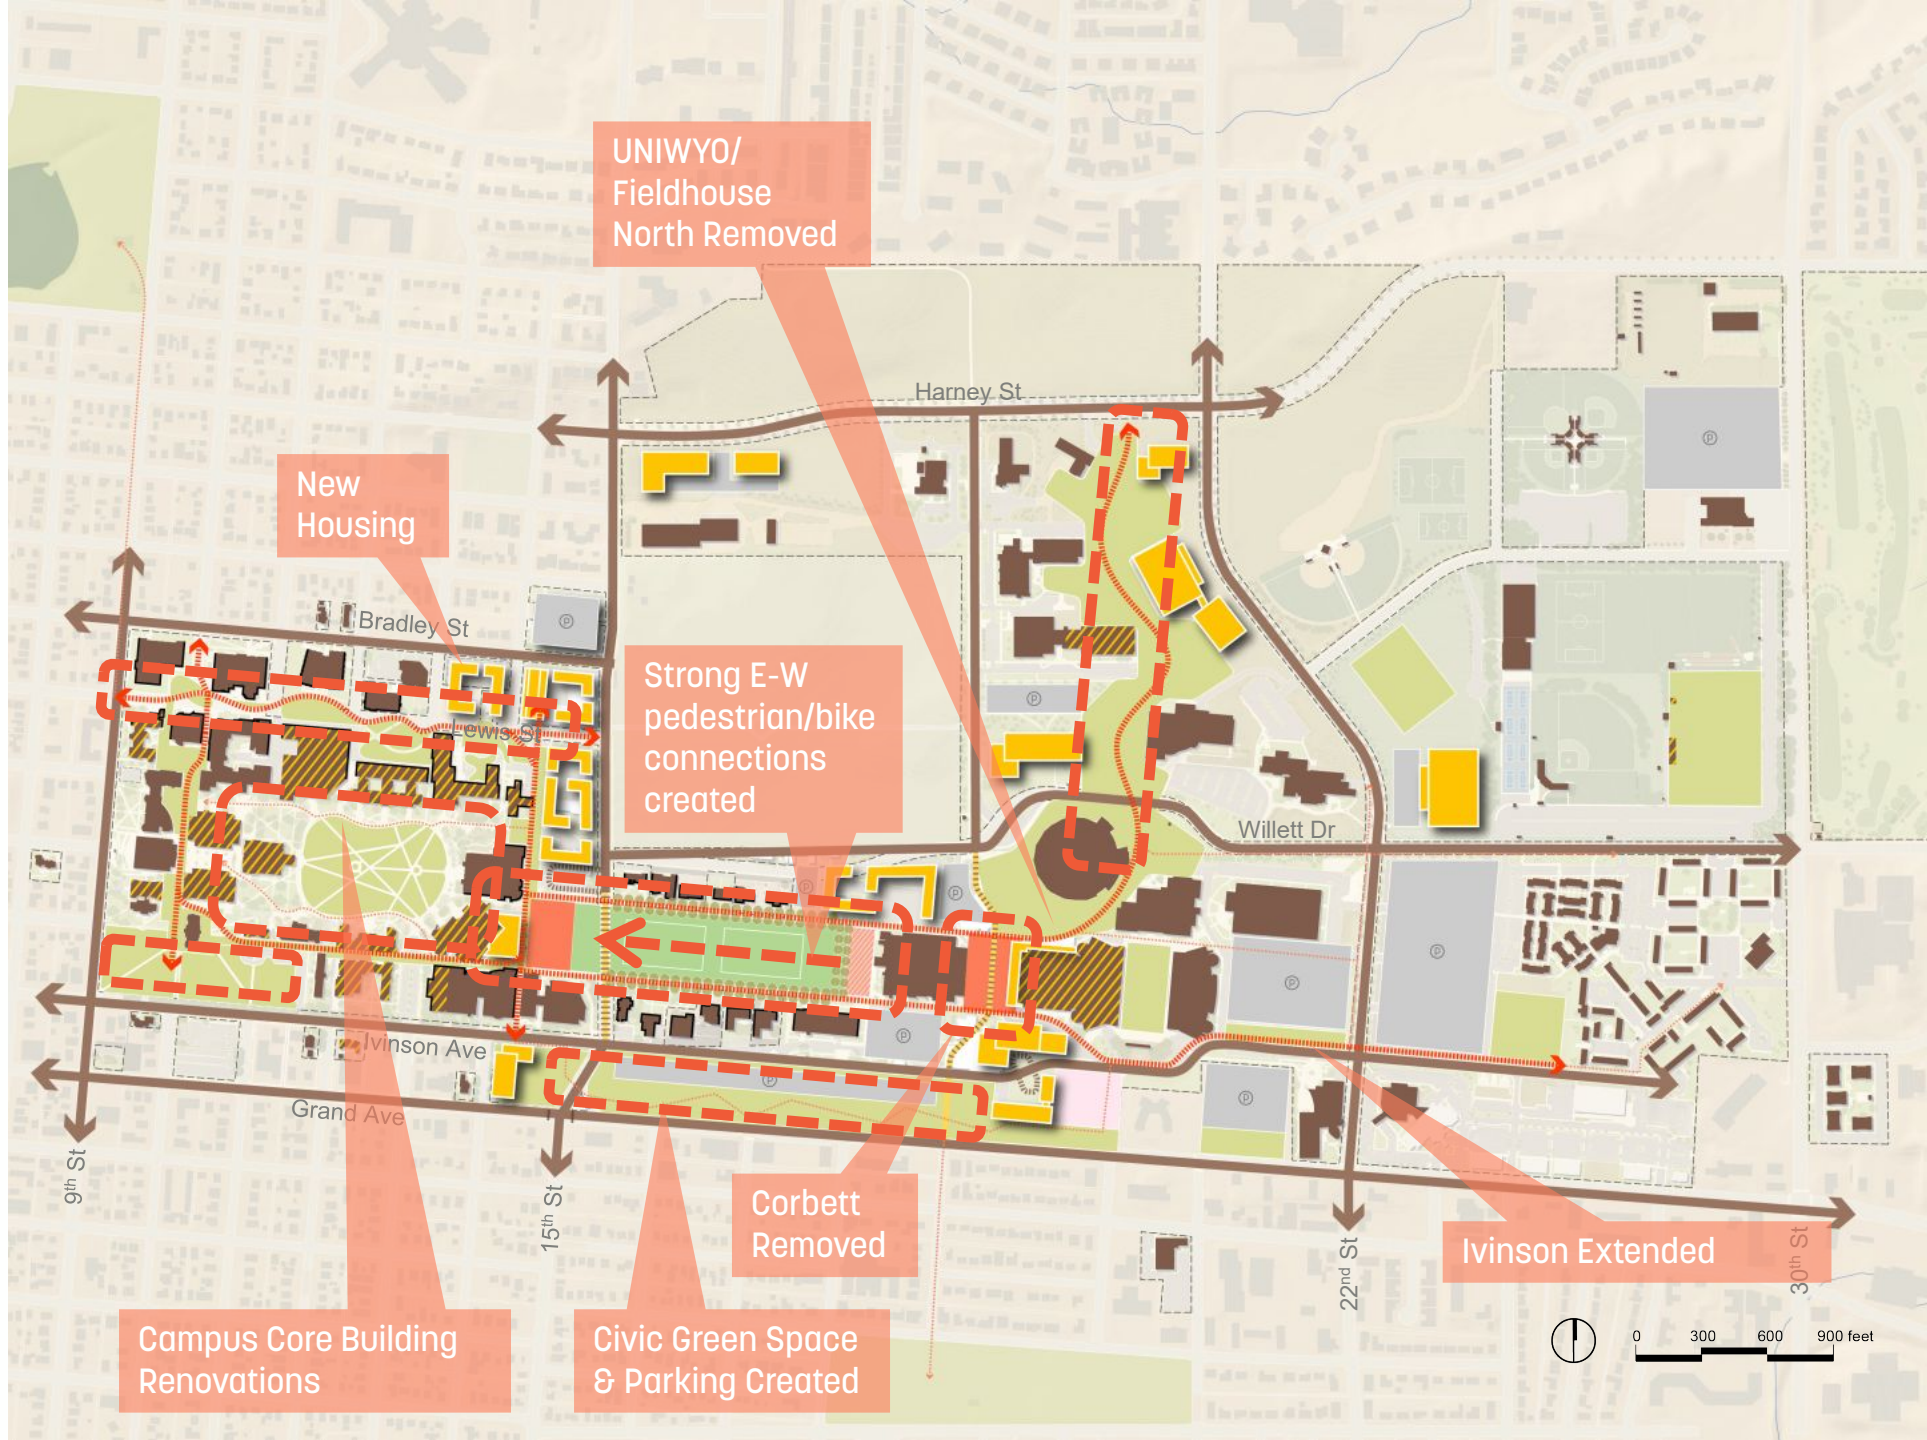 UNIWYO/
Fieldhouse
North Removed
Harney St
New
Housing
Bradley St
Strong E-W
pedestrian/bike
connections
created
Lewis St
Willett Dr
Ivinson Ave
Grand Ave
9th St
15th St
22nd St
30th St
Corbett
Removed
Ivinson Extended
Campus Core Building
Renovations
Civic Green Space
& Parking Created
0 300 600 900 feet
P
P
P
P
P
P
P
P
P
P